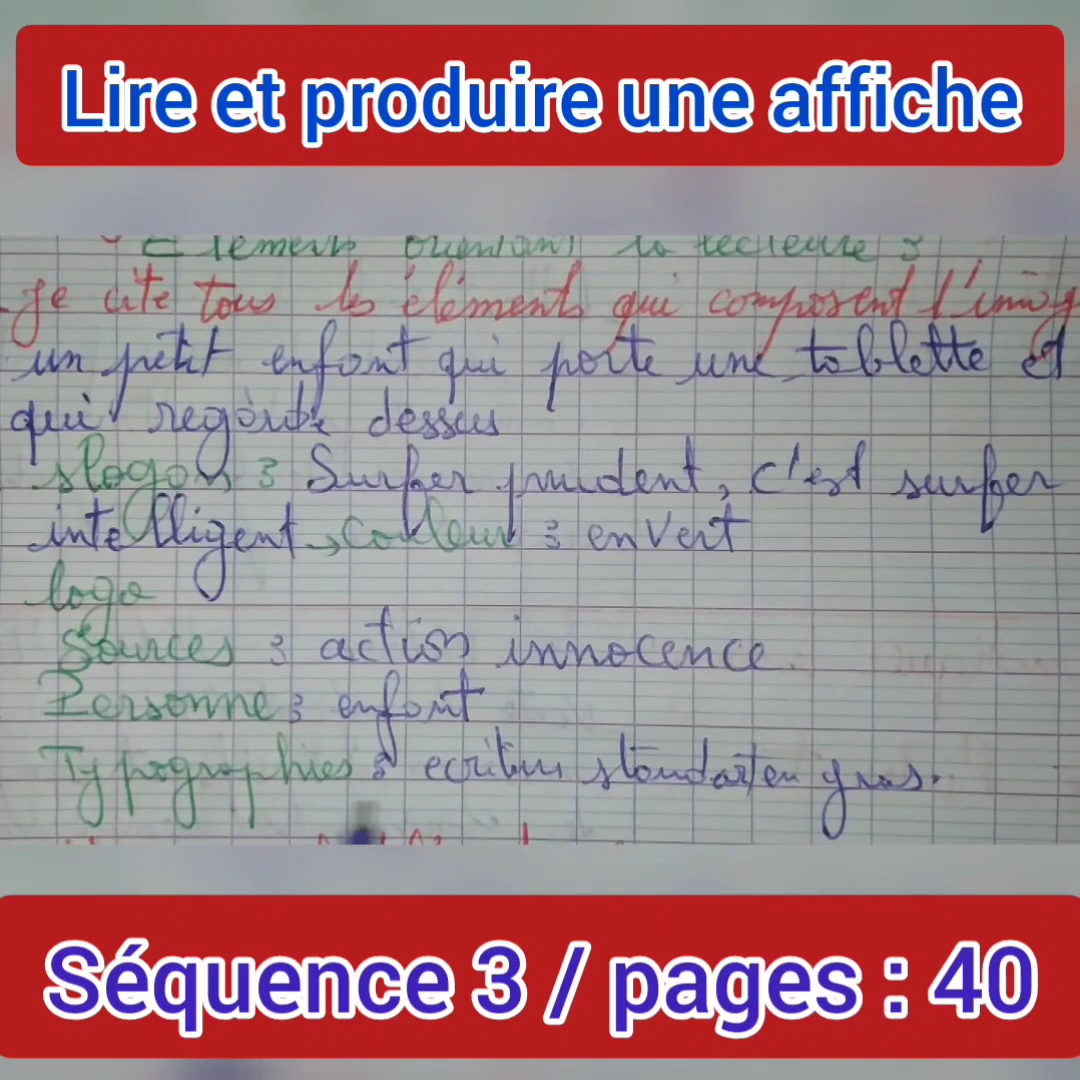 Lire et produire une affiche
Je cite tous les éléments qui composent l'imag
un petit enfant qui porte une tablette et
qui regarde dessus
slogan : Surfer prudent, c'est surfer
intelligent, couleur : en vert
logo
Sources : action innocence.
Personne : enfant
Typographies : ecriture standart en gras.
Séquence 3 / pages : 40